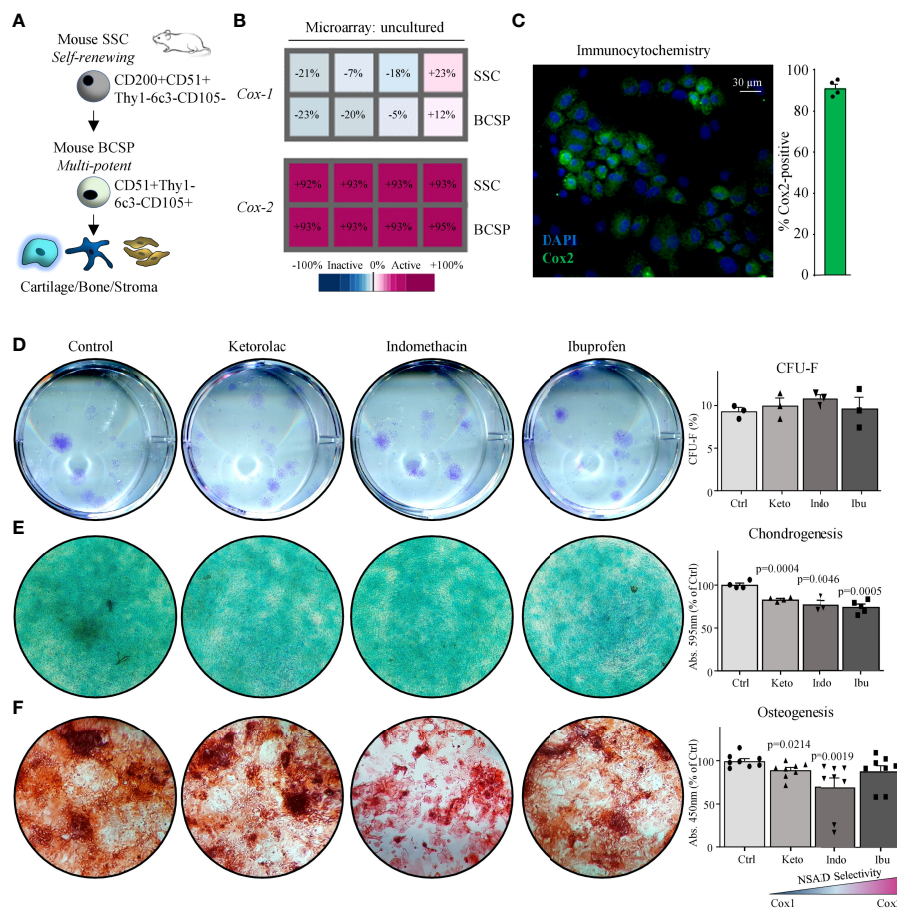 A
Mouse SSC
Self-renewing
CD200+CD51+
Thy1-6c3-CD105-
Mouse BCSP
Multi-potent
CD51+Thy1-
6c3-CD105+
Cartilage/Bone/Stroma
B
Microarray: uncultured
Cox-1
-21% -7% -18% +23% SSC
-23% -20% -5% +12% BCSP
Cox-2
+92% +93% +93% +93% SSC
+93% +93% +93% +95% BCSP
-100% Inactive 0% Active +100%
C
Immunocytochemistry
30 µm
DAPI
Cox2
% Cox2-positive
100
80
60
40
20
0
D
Control Ketorolac Indomethacin Ibuprofen
CFU-F
CFU-F (%)
10
5
0
Ctrl Keto Indo Ibu
E
Chondrogenesis
Abs. 595nm (% of Ctrl)
100
50
0
p=0.0004
p=0.0046
p=0.0005
Ctrl Keto Indo Ibu
F
Osteogenesis
Abs. 450nm (% of Ctrl)
100
50
0
p=0.0214
p=0.0019
Ctrl Keto Indo Ibu
NSAID Selectivity
Cox1 Cox